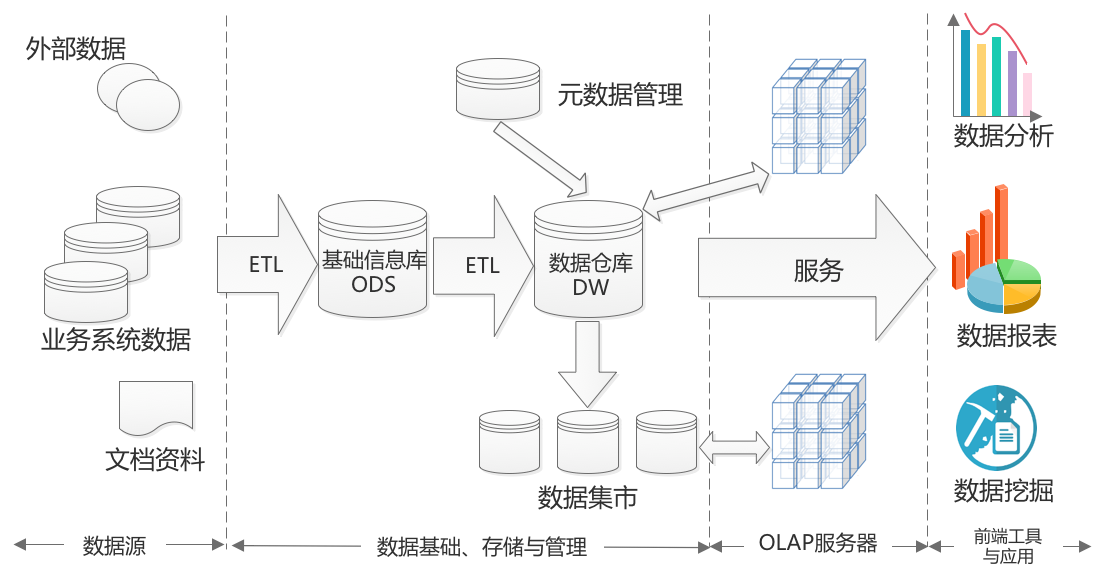 外部数据
业务系统数据
文档资料
ETL
基础信息库
ODS
ETL
元数据管理
数据仓库
DW
数据集市
服务
数据分析
数据报表
数据挖掘
数据源
数据基础、存储与管理
OLAP服务器
前端工具
与应用